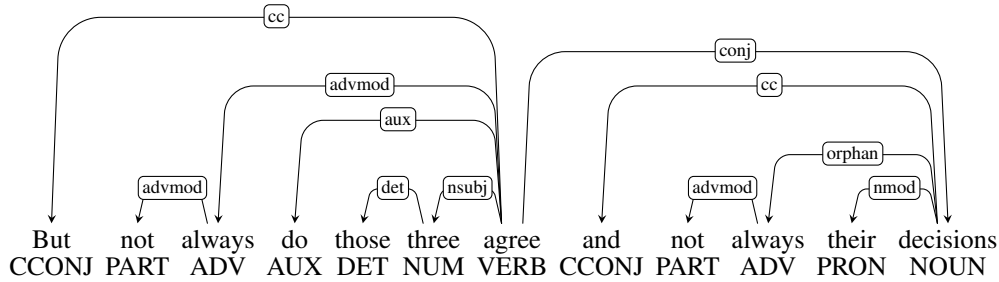 cc
conj
advmod
cc
aux
orphan
advmod
det
nsubj
advmod
nmod
But not always do those three agree and not always their decisions
CCONJ PART ADV AUX DET NUM VERB CCONJ PART ADV PRON NOUN